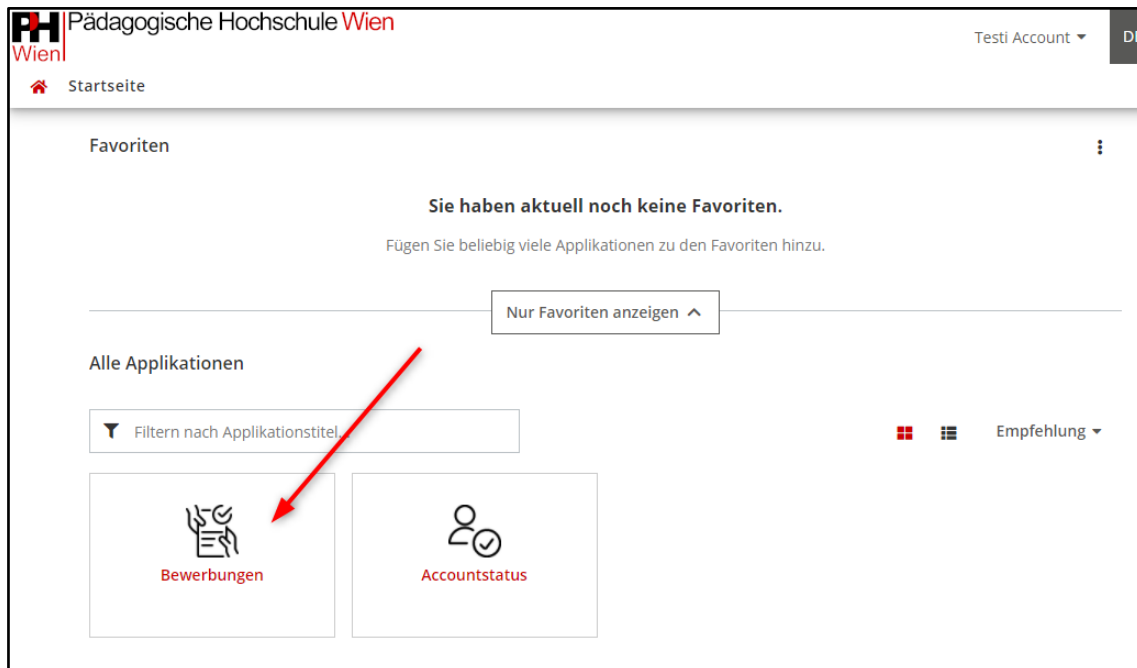 PH Pädagogische Hochschule Wien
Wien
Testi Account
Startseite
Favoriten
Sie haben aktuell noch keine Favoriten.
Fügen Sie beliebig viele Applikationen zu den Favoriten hinzu.
Nur Favoriten anzeigen
Alle Applikationen
Filtern nach Applikationstitel...
Empfehlung
Bewerbungen
Accountstatus